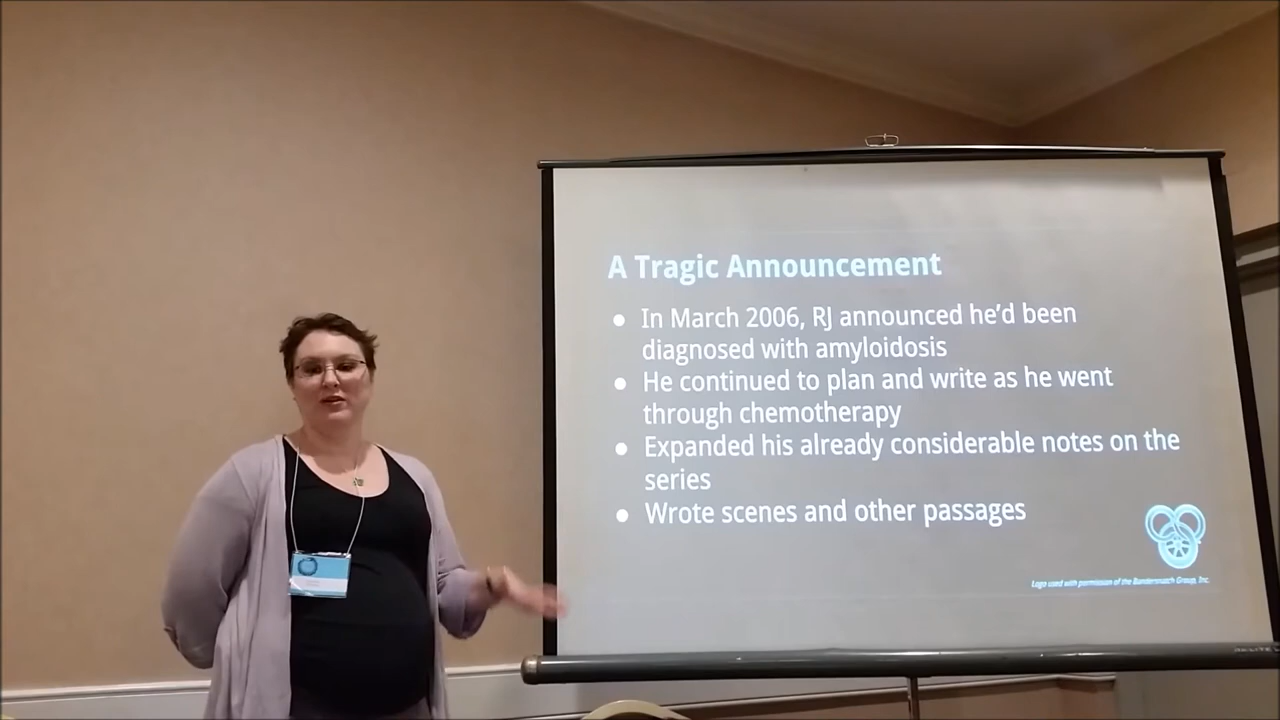 A Tragic Announcement
● In March 2006, RJ announced he'd been
diagnosed with amyloidosis
● He continued to plan and write as he went
through chemotherapy
● Expanded his already considerable notes on the
series
● Wrote scenes and other passages
Logo used with permission of the Bandersnatch Group, Inc.